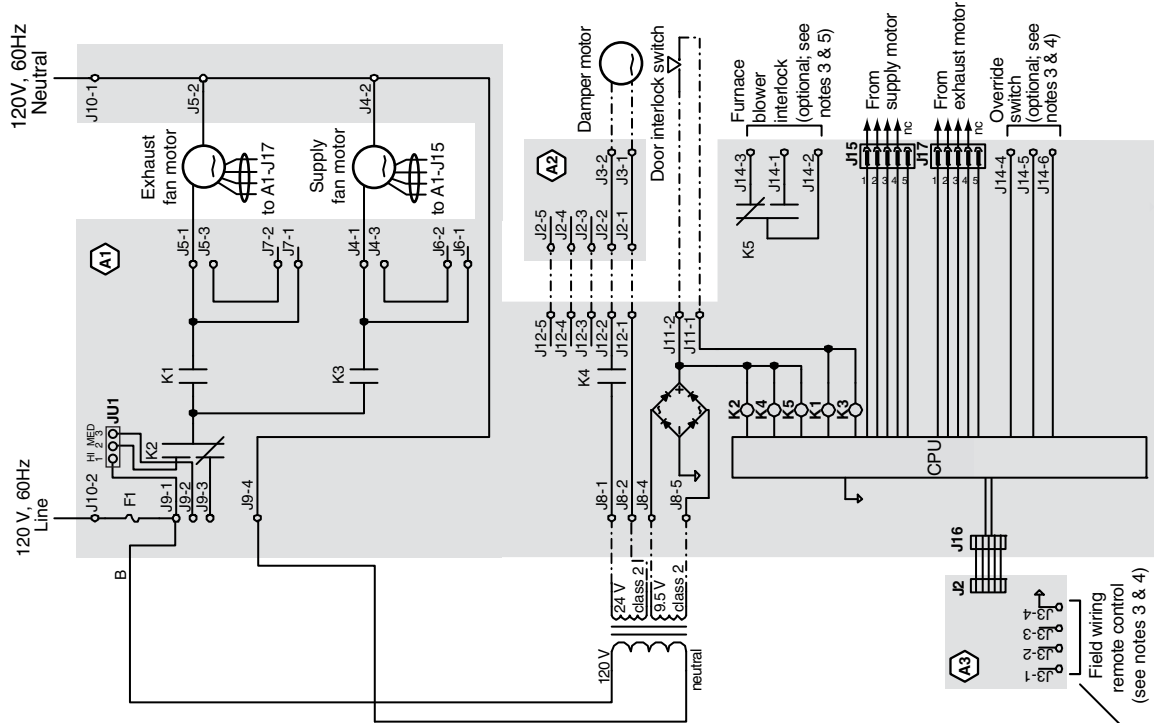 120V, 60Hz
Neutral
J10-1
J5-2
J4-2
Exhaust
fan motor
to A1-J17
Supply
fan motor
to A1-J15
A1
J5-1
J5-3
J7-2
J7-1
J4-1
J4-3
J6-2
J6-1
K1
K3
JU1
HI MED
1 2 3
K2
120 V, 60Hz
Line
J10-2
F1
J9-1
J9-2
J9-3
J9-4
B
Damper motor
Door interlock switch
A2
J3-2
J3-1
J2-5
J2-4
J2-3
J2-2
J2-1
J12-5
J12-4
J12-3
J12-2
J12-1
K4
J11-2
J11-1
J8-1
J8-2
J8-4
J8-5
24 V
class 2
9.5 V
class 2
120 V
neutral
Furnace
blower
interlock
(optional; see
notes 3 & 5)
J14-3
J14-1
J14-2
K5
From
supply motor
nc
J15
1
2
3
4
5
From
exhaust motor
nc
J17
1
2
3
4
5
Override
switch
(optional; see
notes 3 & 4)
J14-4
J14-5
J14-6
K2
K4
K5
K1
K3
+
-
CPU
J16
J2
A3
J3-4
J3-3
J3-2
J3-1
Field wiring
remote control
(see notes 3 & 4)